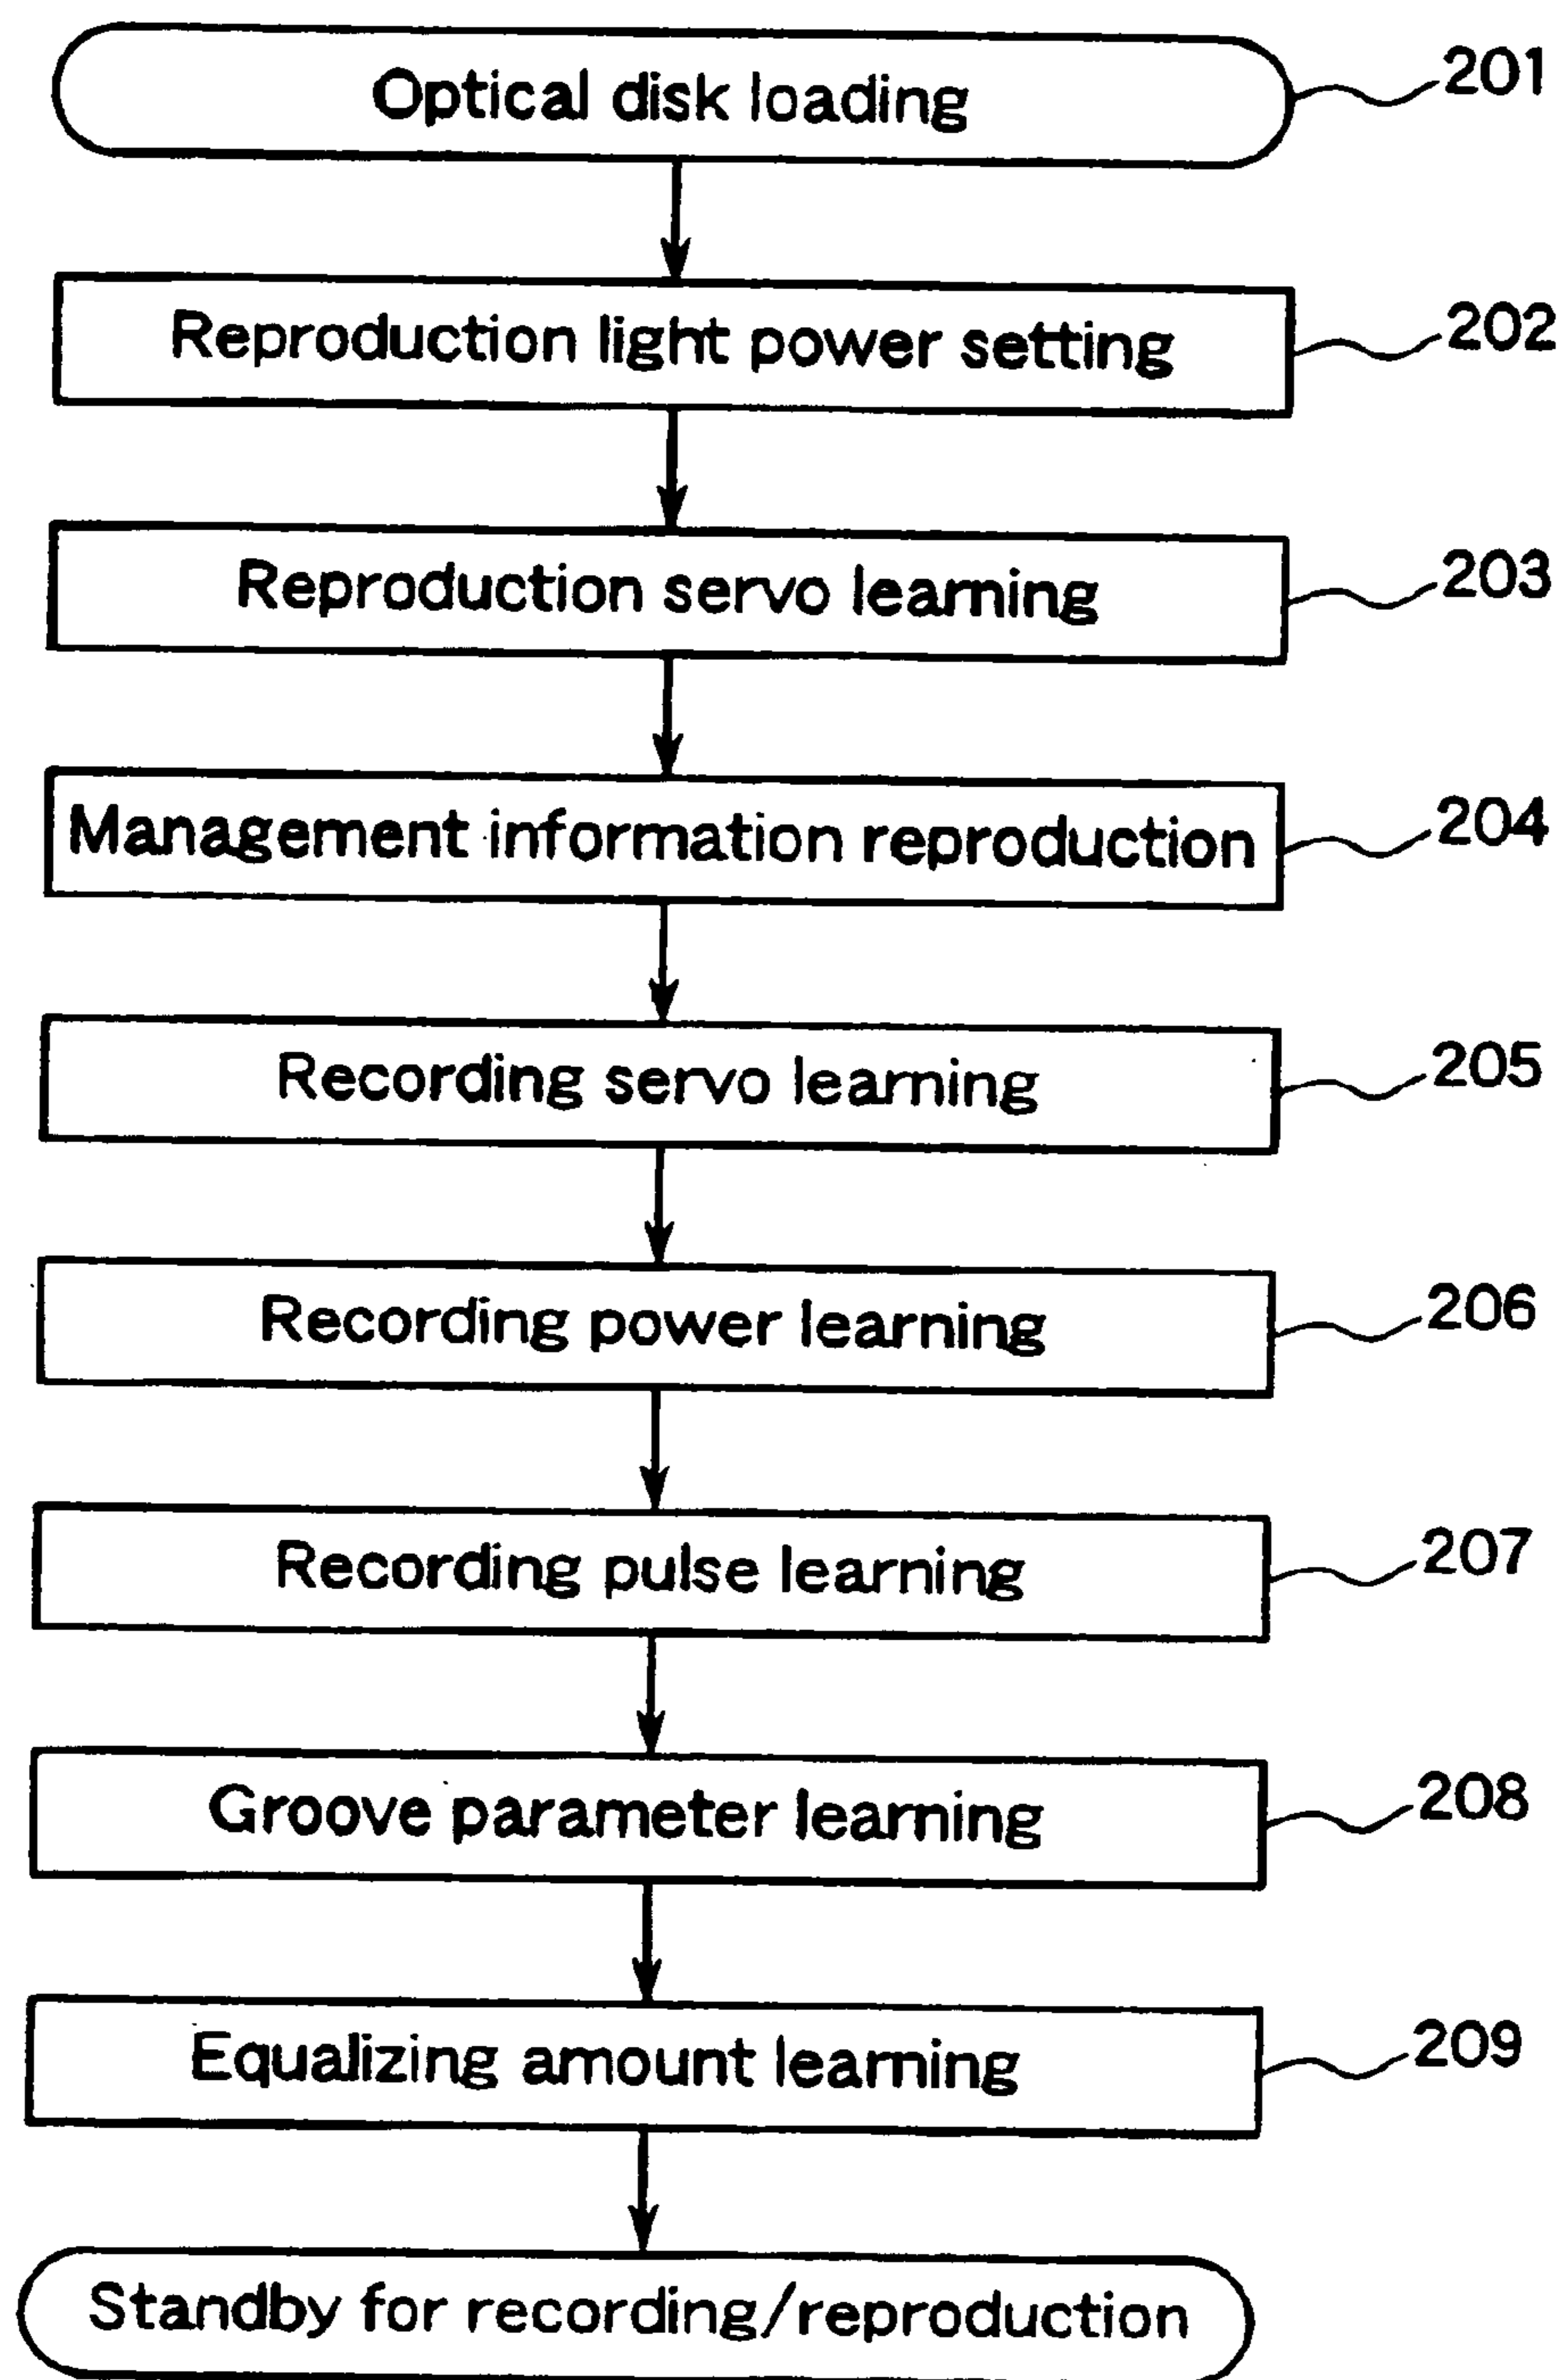 Optical disk loading 201
Reproduction light power setting 202
Reproduction servo learning 203
Management information reproduction 204
Recording servo learning 205
Recording power learning 206
Recording pulse learning 207
Groove parameter learning 208
Equalizing amount learning 209
Standby for recording/reproduction